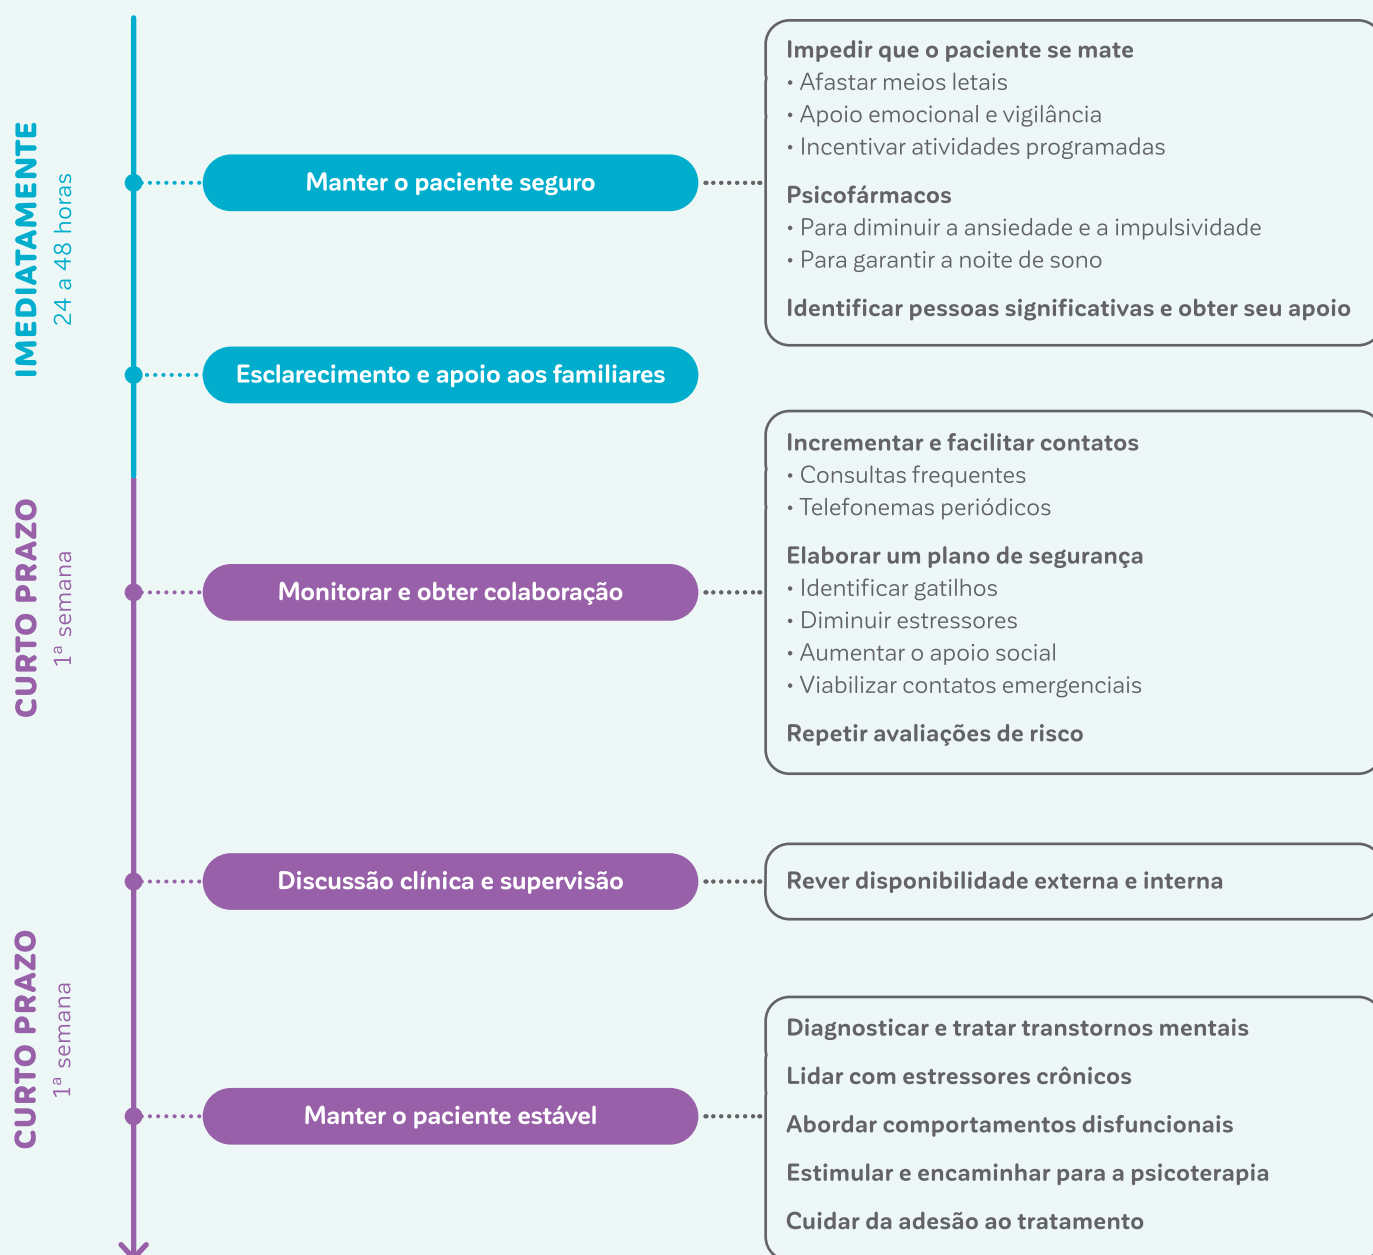 IMEDIATAMENTE
24 a 48 horas
Manter o paciente seguro
Impedir que o paciente se mate
• Afastar meios letais
• Apoio emocional e vigilância
• Incentivar atividades programadas
Psicofármacos
• Para diminuir a ansiedade e a impulsividade
• Para garantir a noite de sono
Identificar pessoas significativas e obter seu apoio
Esclarecimento e apoio aos familiares
CURTO PRAZO
1ª semana
Monitorar e obter colaboração
Incrementar e facilitar contatos
• Consultas frequentes
• Telefonemas periódicos
Elaborar um plano de segurança
• Identificar gatilhos
• Diminuir estressores
• Aumentar o apoio social
• Viabilizar contatos emergenciais
Repetir avaliações de risco
Discussão clínica e supervisão
Rever disponibilidade externa e interna
CURTO PRAZO
1ª semana
Manter o paciente estável
Diagnosticar e tratar transtornos mentais
Lidar com estressores crônicos
Abordar comportamentos disfuncionais
Estimular e encaminhar para a psicoterapia
Cuidar da adesão ao tratamento